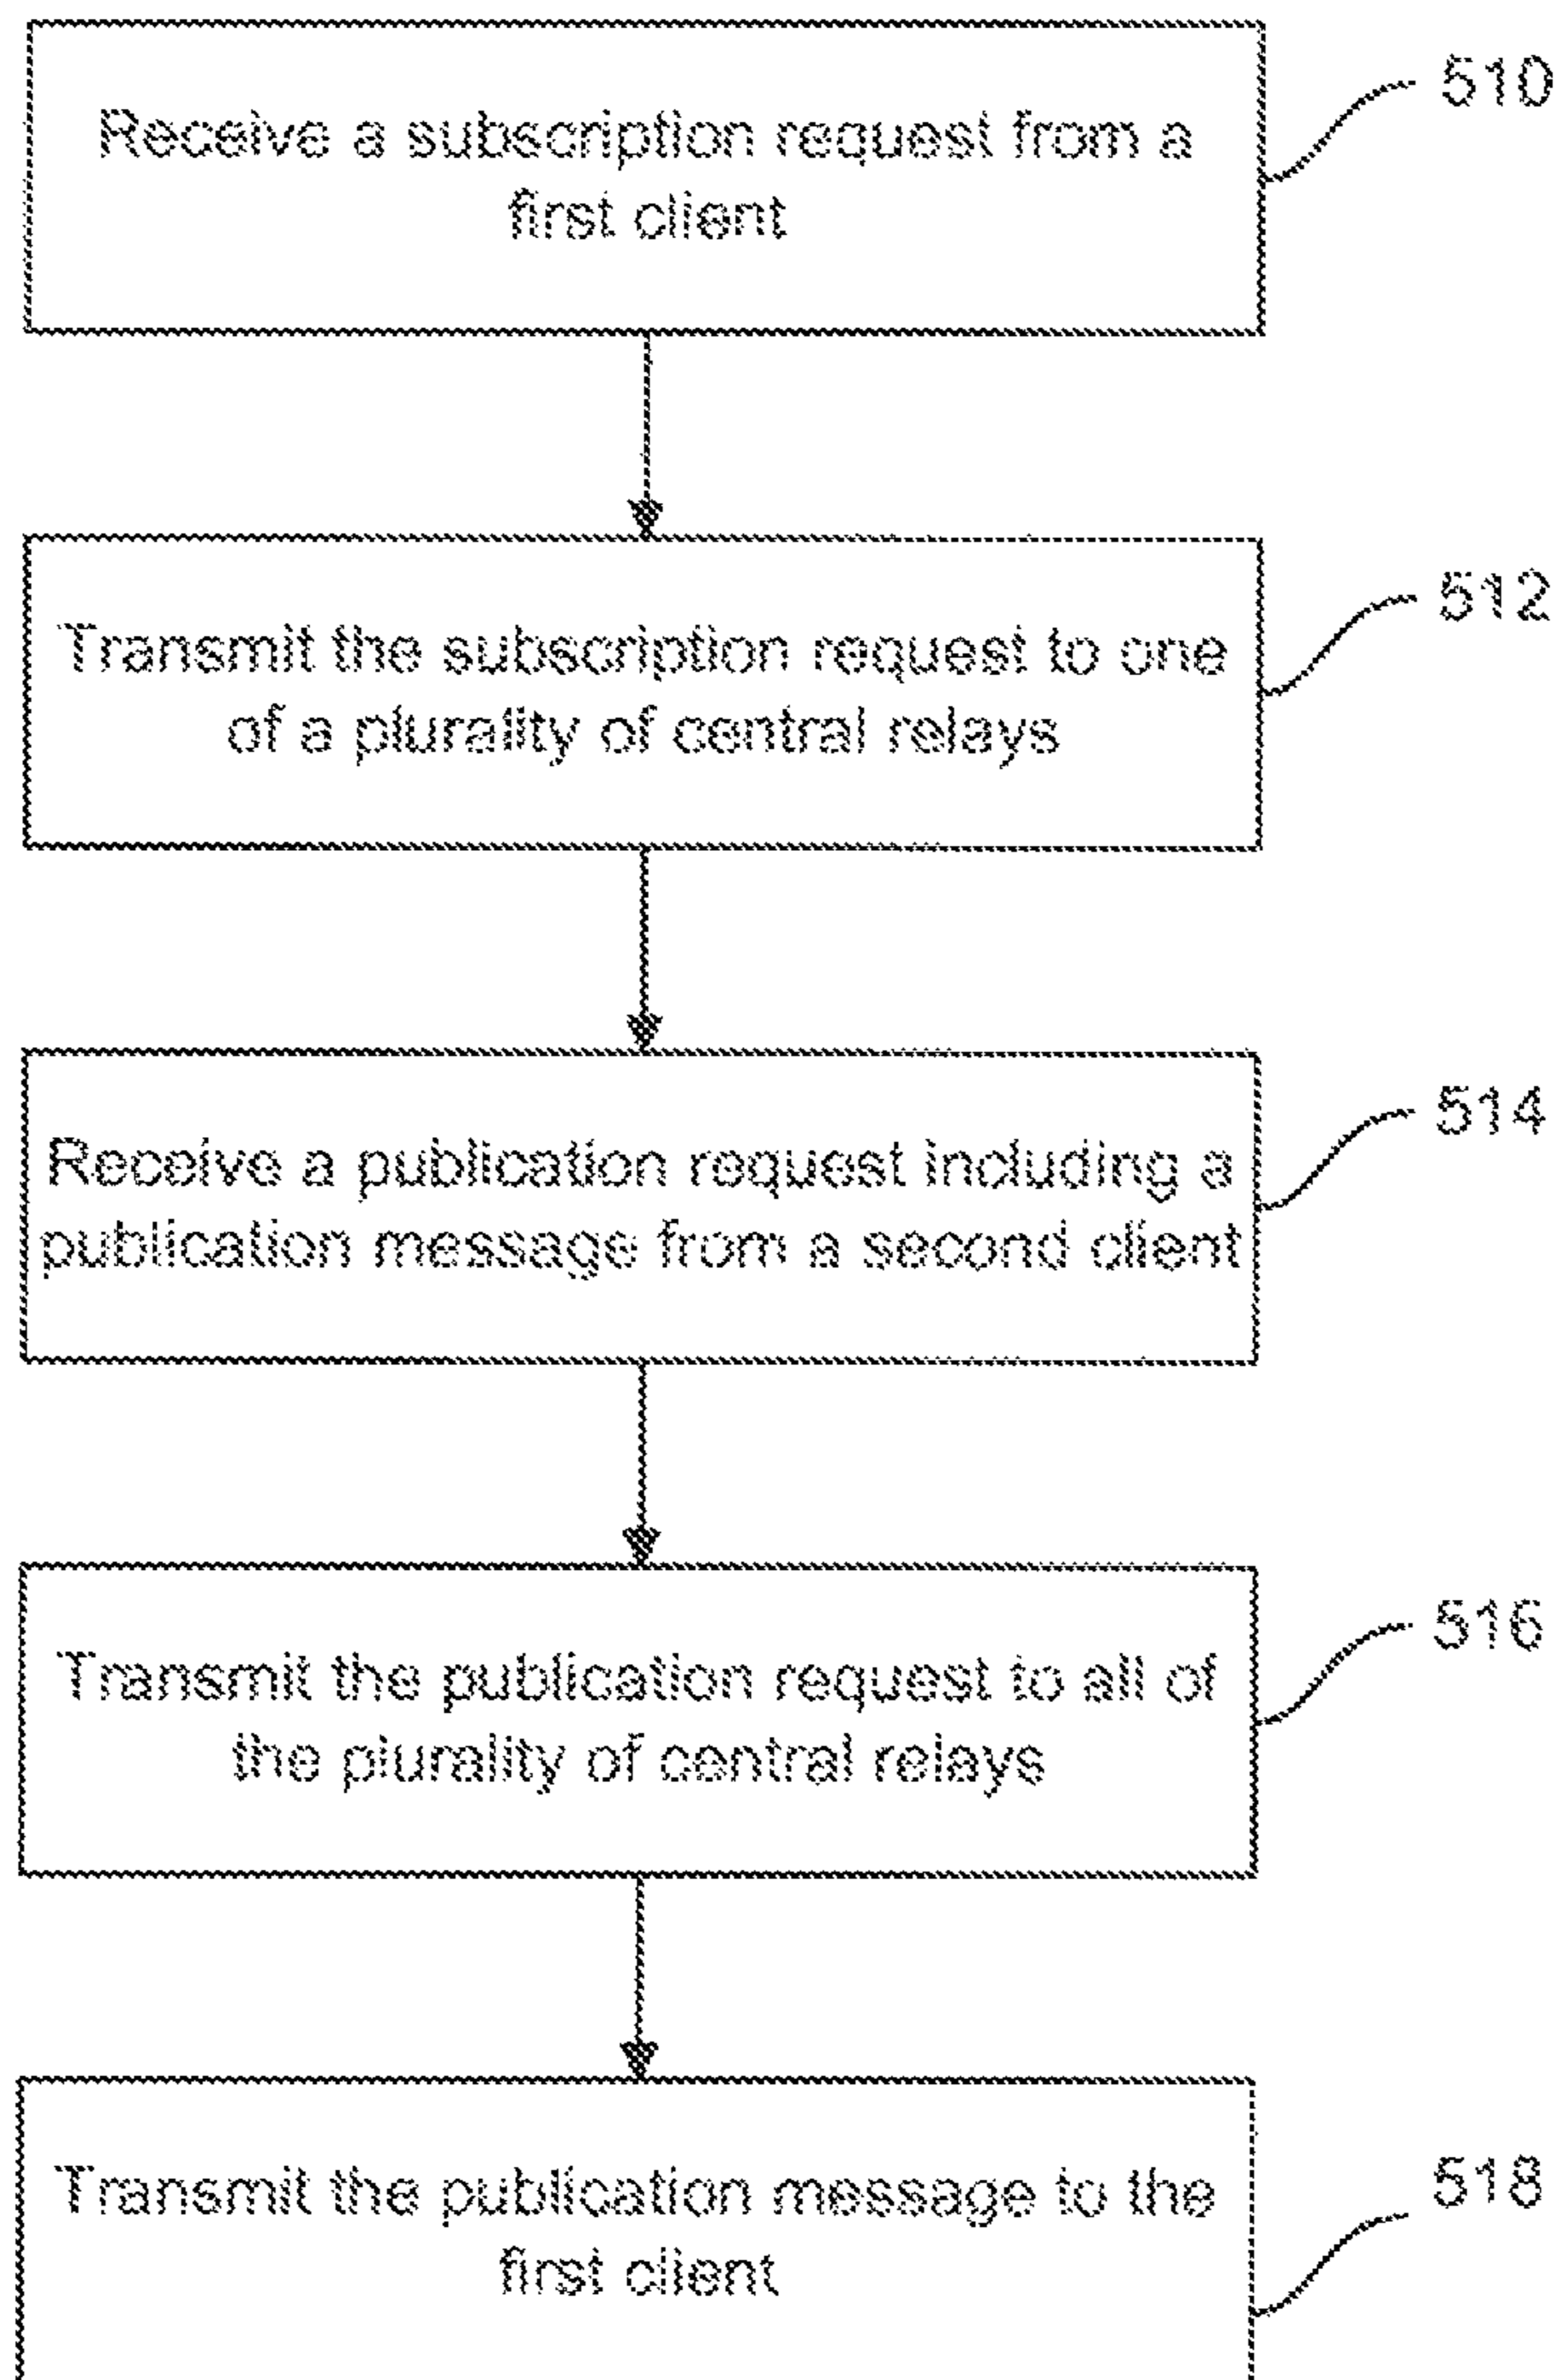 510
Receive a subscription request from a
first client
512
Transmit the subscription request to one
of a plurality of central relays
514
Receive a publication request including a
publication message from a second client
516
Transmit the publication request to all of
the plurality of central relays
518
Transmit the publication message to the
first client